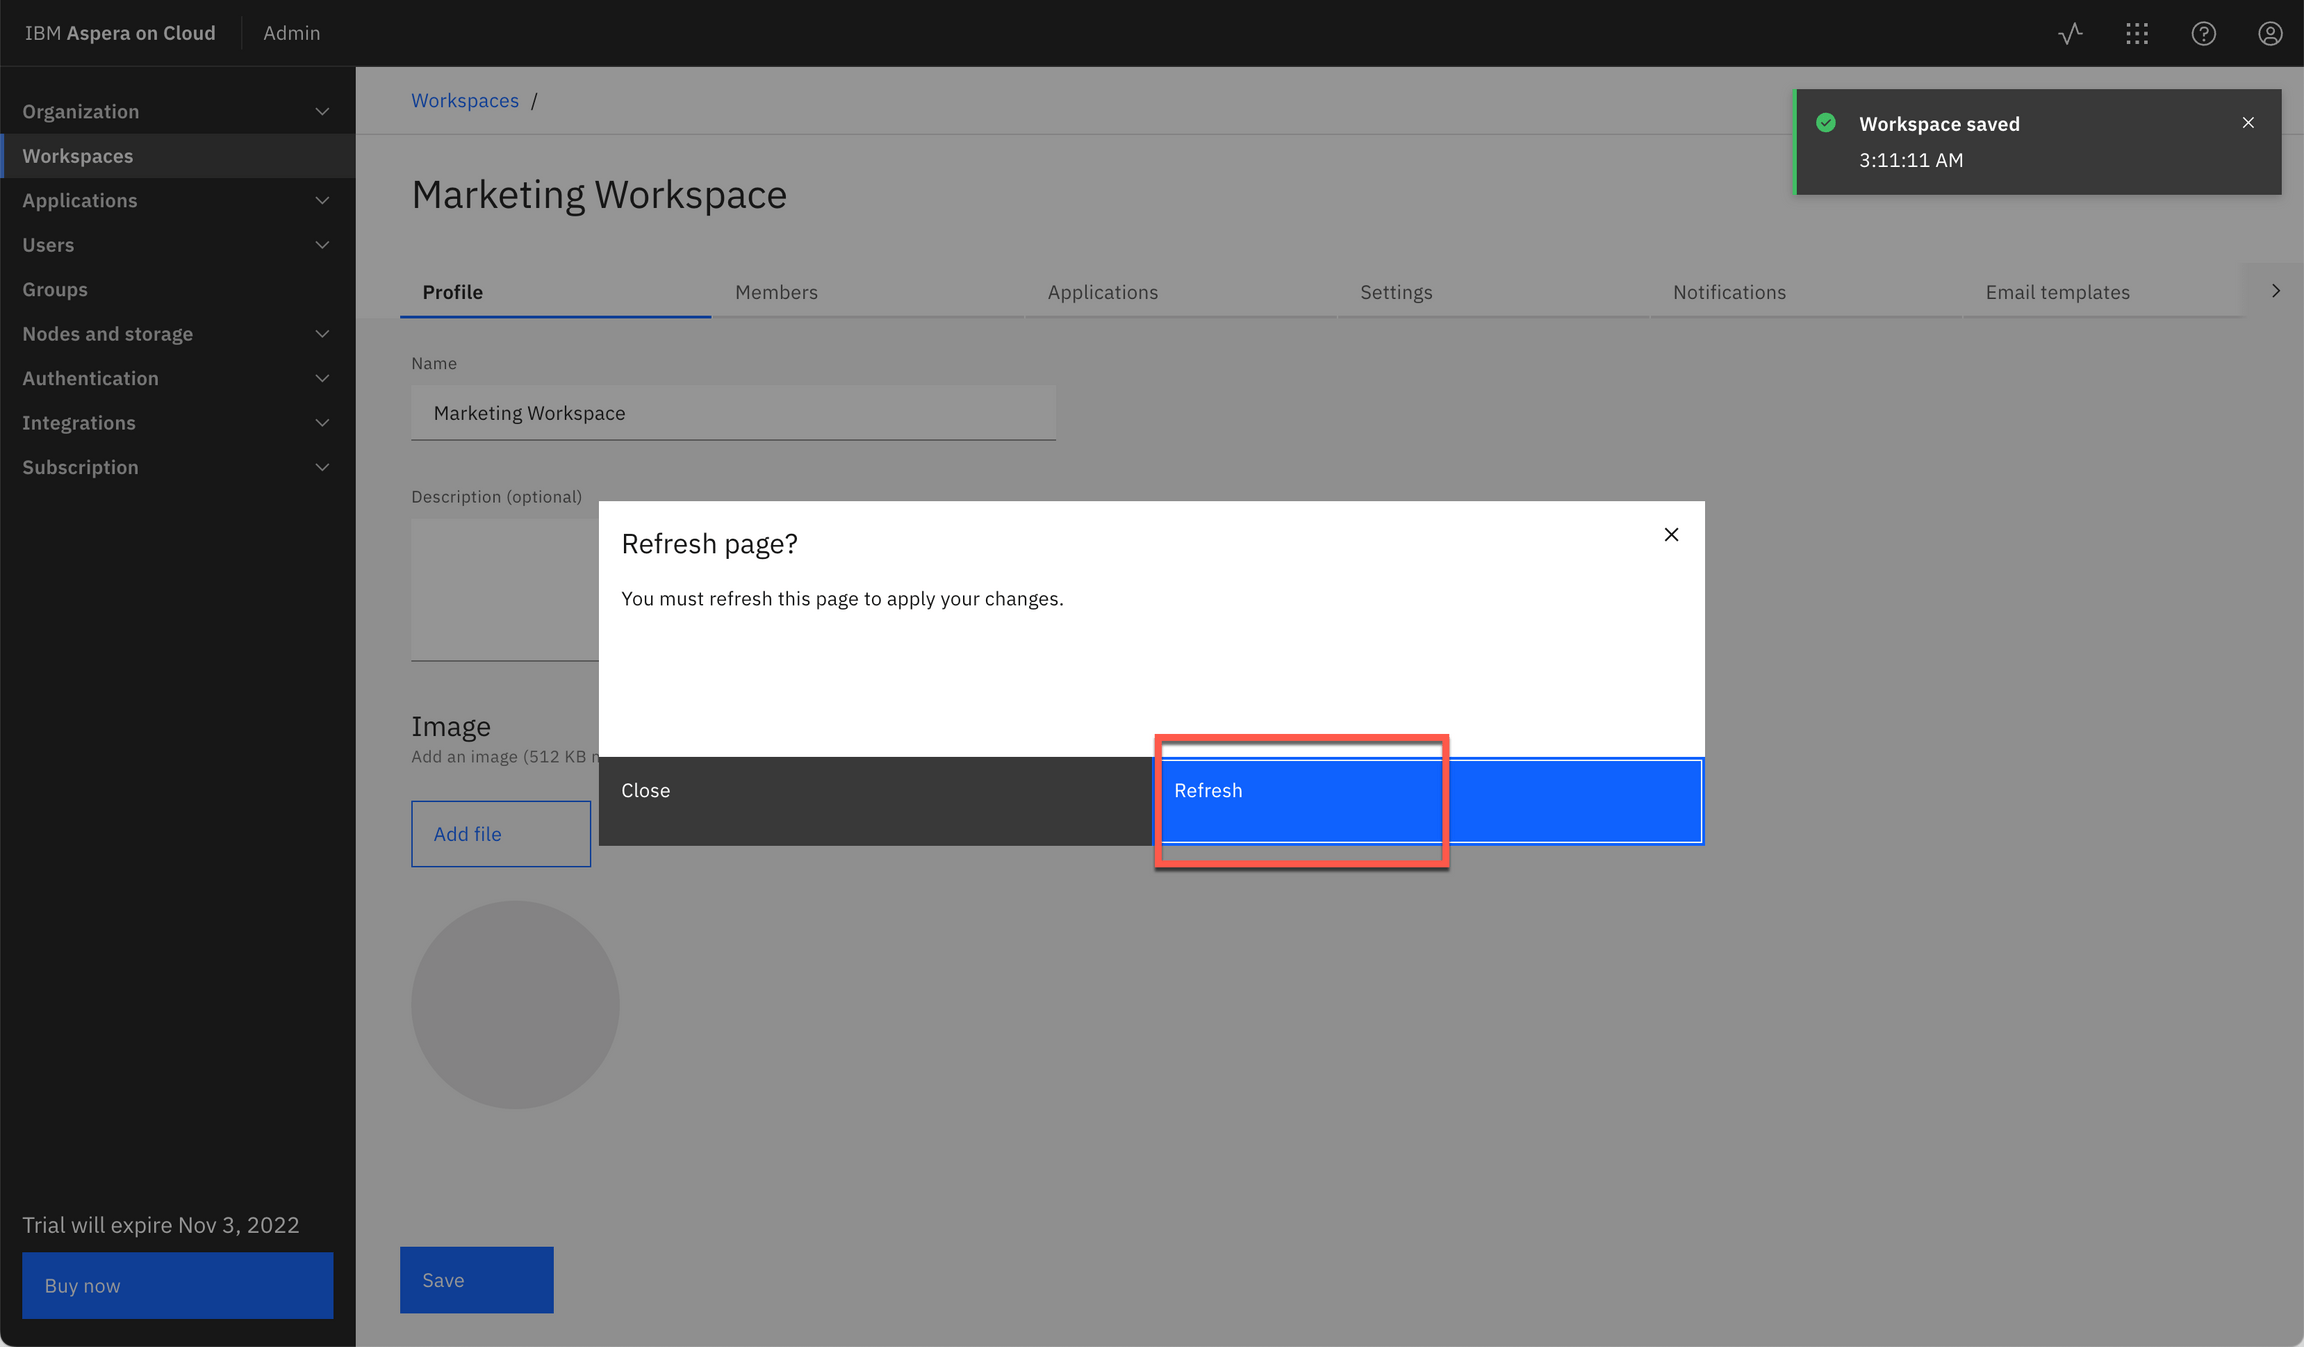 IBM Aspera on Cloud
Admin
Organization
Workspaces
Applications
Users
Groups
Nodes and storage
Authentication
Integrations
Subscription
Trial will expire Nov 3, 2022
Buy now
Workspaces /
Marketing Workspace
Workspace saved
3:11:11 AM
Profile
Members
Applications
Settings
Notifications
Email templates
Name
Marketing Workspace
Description (optional)
Refresh page?
You must refresh this page to apply your changes.
Close
Refresh
Image
Add an image (512 KB
Add file
Save